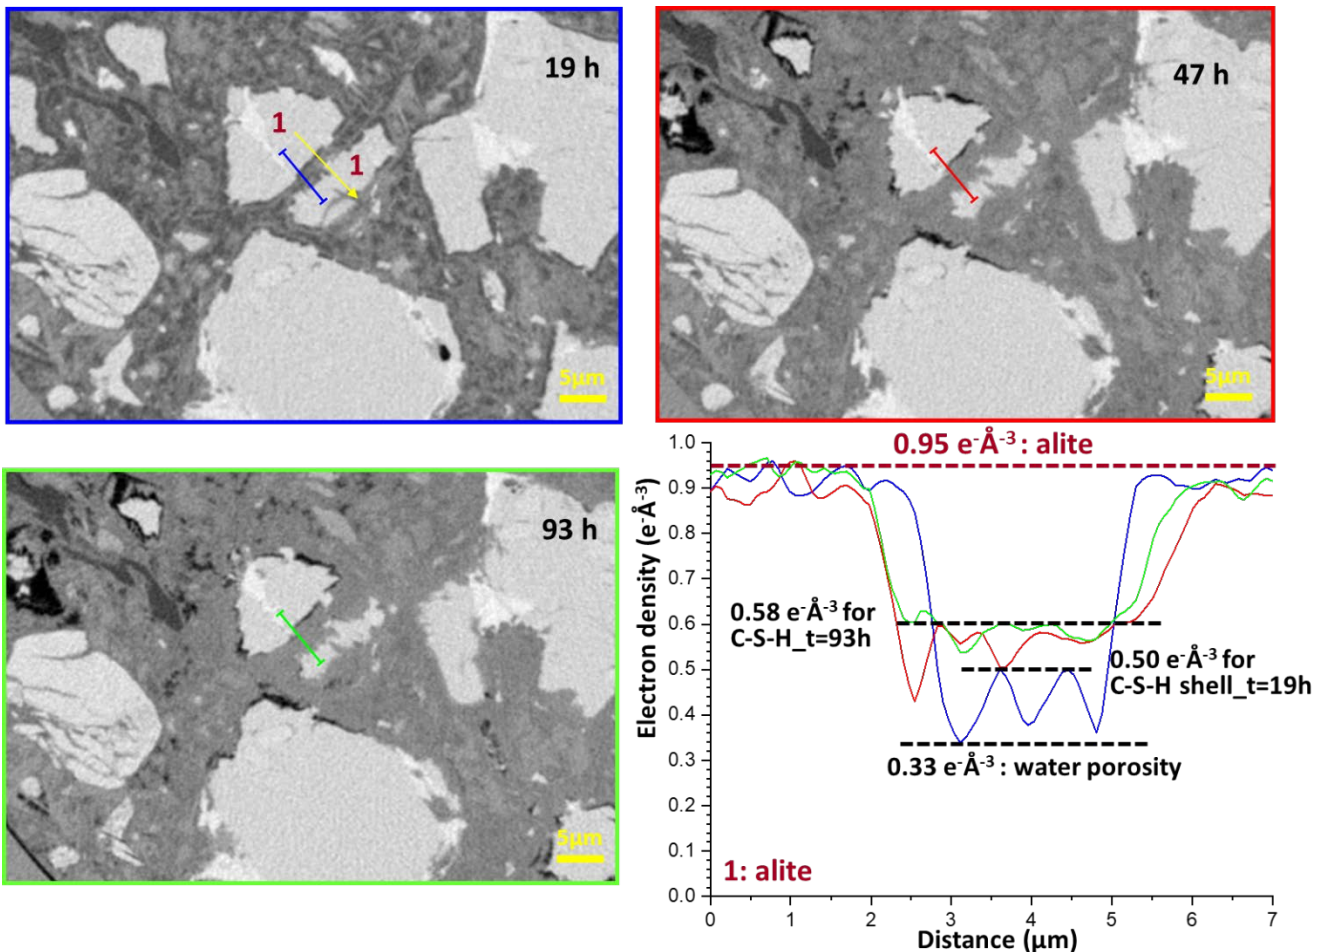 19 h
1
1
5µm
47 h
5µm
93 h
5µm
0.95 e⁻Å⁻³ : alite
1.0
0.9
0.8
0.7
0.6
0.5
0.4
0.3
0.2
0.1
0.0
Electron density (e⁻Å⁻³)
0.58 e⁻Å⁻³ for
C-S-H_t=93h
0.50 e⁻Å⁻³ for
C-S-H shell_t=19h
0.33 e⁻Å⁻³ : water porosity
1: alite
0 1 2 3 4 5 6 7
Distance (µm)